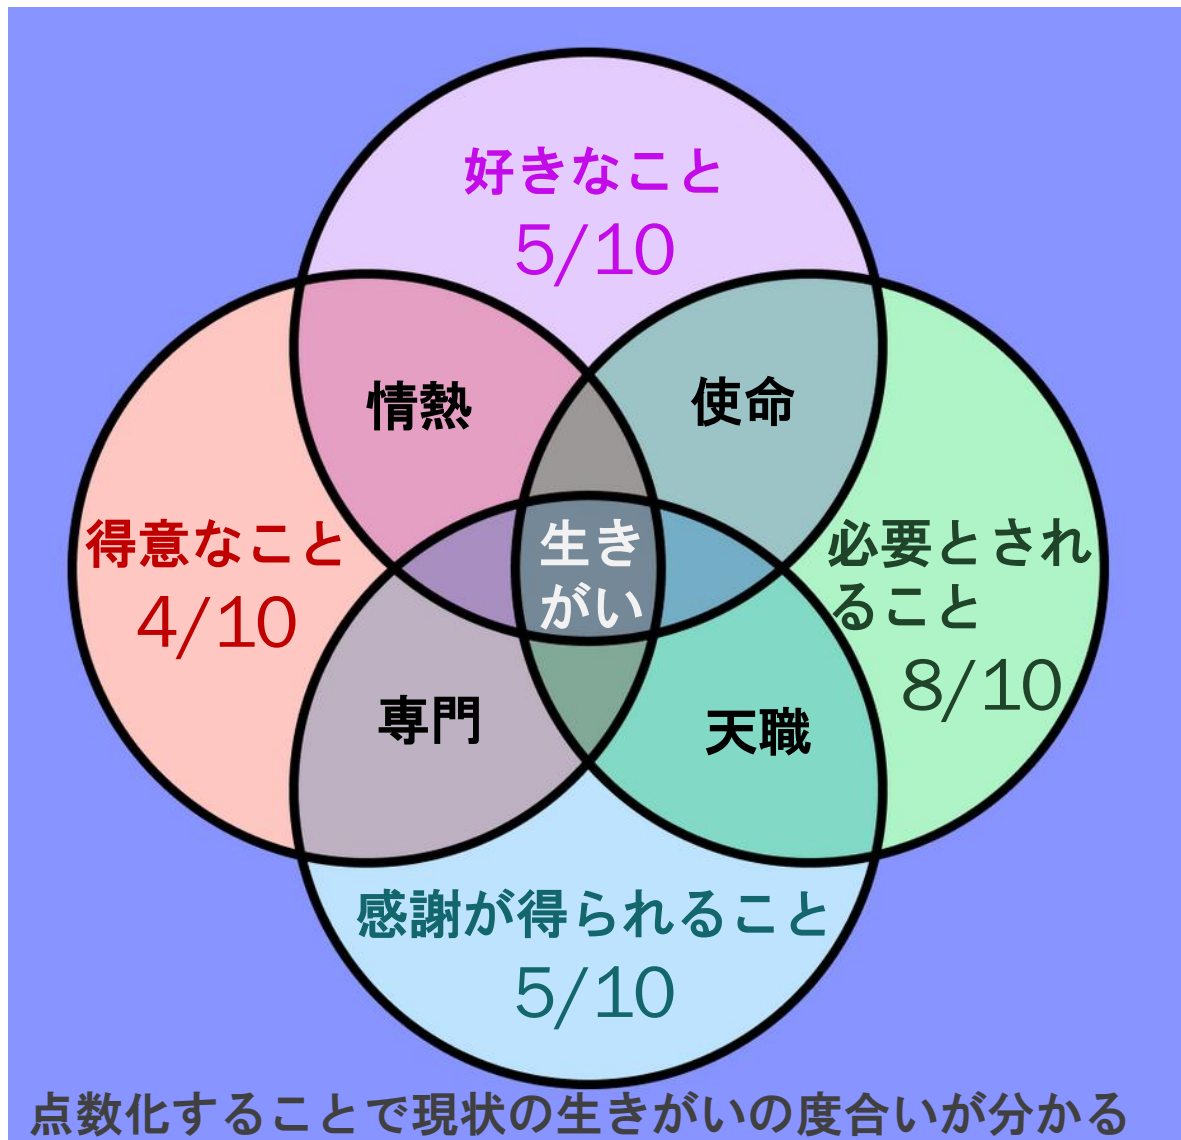 好きなこと
5/10
情熱
使命
得意なこと
4/10
生き
がい
必要とされ
ること
8/10
専門
天職
感謝が得られること
5/10
点数化することで現状の生きがいの度合いが分かる